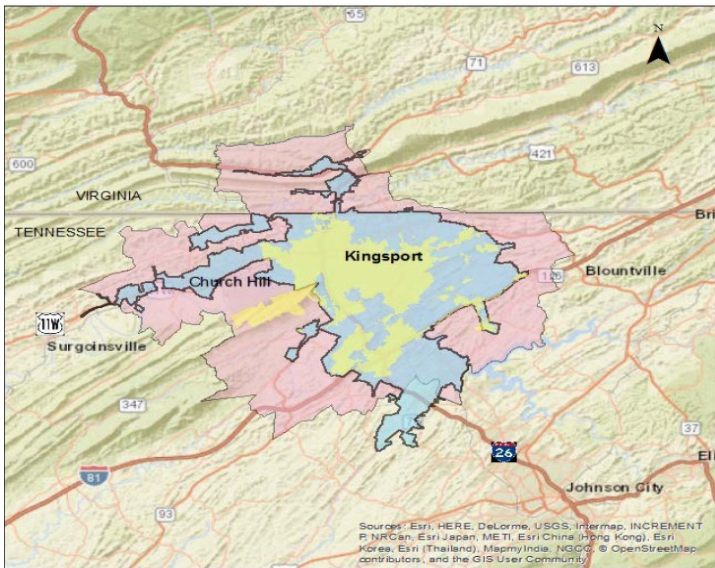 N
65
71
613
421
600
VIRGINIA
TENNESSEE
Kingsport
Bri
126
Blountville
Church Hill
11W
Surgoinsville
347
37
26
81
Ell
Johnson City
93
Sources: Esri, HERE, DeLorme, USGS, Intermap, INCREMENT
P, NRCan, Esri Japan, METI, Esri China (Hong Kong), Esri
Korea, Esri (Thailand), MapmyIndia, NGCC, © OpenStreetMap
contributors, and the GIS User Community